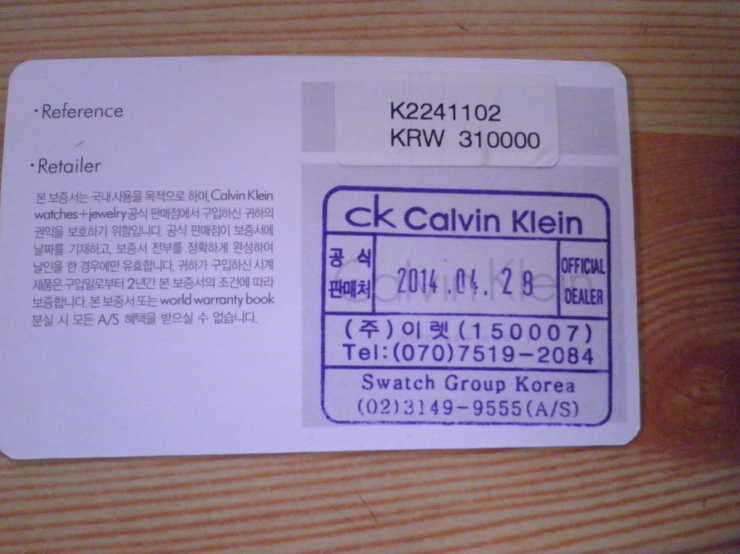 ·Reference
K2241102
KRW 310000
·Retailer
본 보증서는 국내사용을 목적으로 하며, Calvin Klein
watches+jewelry 공식 판매점에서 구입하신 귀하의
권익을 보호하기 위함입니다. 공식 판매점이 보증서에
날짜를 기재하고, 보증서 전부를 정확하게 완성하여
날인을 한 경우에만 유효합니다. 귀하가 구입하신 시계
제품은 구입일로부터 2년간 본 보증서의 조건에 따라
보증합니다. 본 보증서 또는 world warranty book
분실 시 모든 A/S 혜택을 받으실 수 없습니다.
ck Calvin Klein
공 식
판매처
2014.04.28
OFFICIAL
DEALER
(주)이렛(150007)
Tel:(070)7519-2084
Swatch Group Korea
(02)3149-9555(A/S)